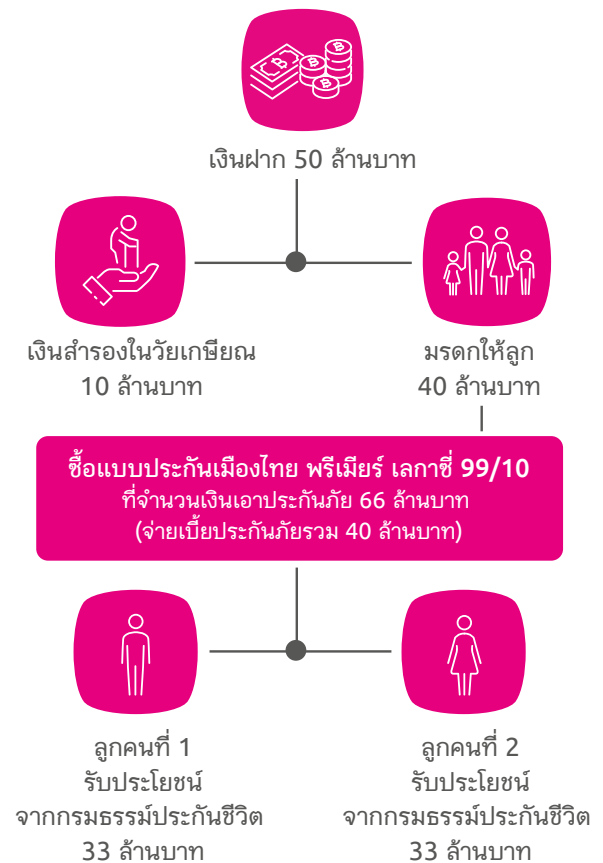 เงินฝาก 50 ล้านบาท
เงินสำรองในวัยเกษียณ
10 ล้านบาท
มรดกให้ลูก
40 ล้านบาท
ซื้อแบบประกันเมืองไทย พรีเมียร์ เลกาซี่ 99/10
ที่จำนวนเงินเอาประกันภัย 66 ล้านบาท
(จ่ายเบี้ยประกันภัยรวม 40 ล้านบาท)
ลูกคนที่ 1
รับประโยชน์
จากกรมธรรม์ประกันชีวิต
33 ล้านบาท
ลูกคนที่ 2
รับประโยชน์
จากกรมธรรม์ประกันชีวิต
33 ล้านบาท